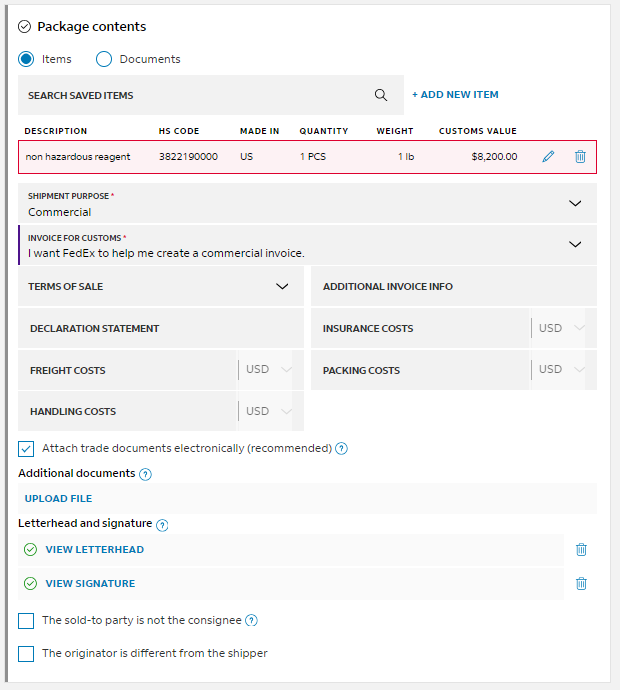 Package contents
Items Documents
SEARCH SAVED ITEMS + ADD NEW ITEM
DESCRIPTION HS CODE MADE IN QUANTITY WEIGHT CUSTOMS VALUE
non hazardous reagent 3822190000 US 1 PCS 1 lb $8,200.00
SHIPMENT PURPOSE *
Commercial
INVOICE FOR CUSTOMS *
I want FedEx to help me create a commercial invoice.
TERMS OF SALE ADDITIONAL INVOICE INFO
DECLARATION STATEMENT INSURANCE COSTS USD
FREIGHT COSTS USD PACKING COSTS USD
HANDLING COSTS USD
Attach trade documents electronically (recommended) ?
Additional documents ?
UPLOAD FILE
Letterhead and signature ?
VIEW LETTERHEAD
VIEW SIGNATURE
The sold-to party is not the consignee ?
The originator is different from the shipper